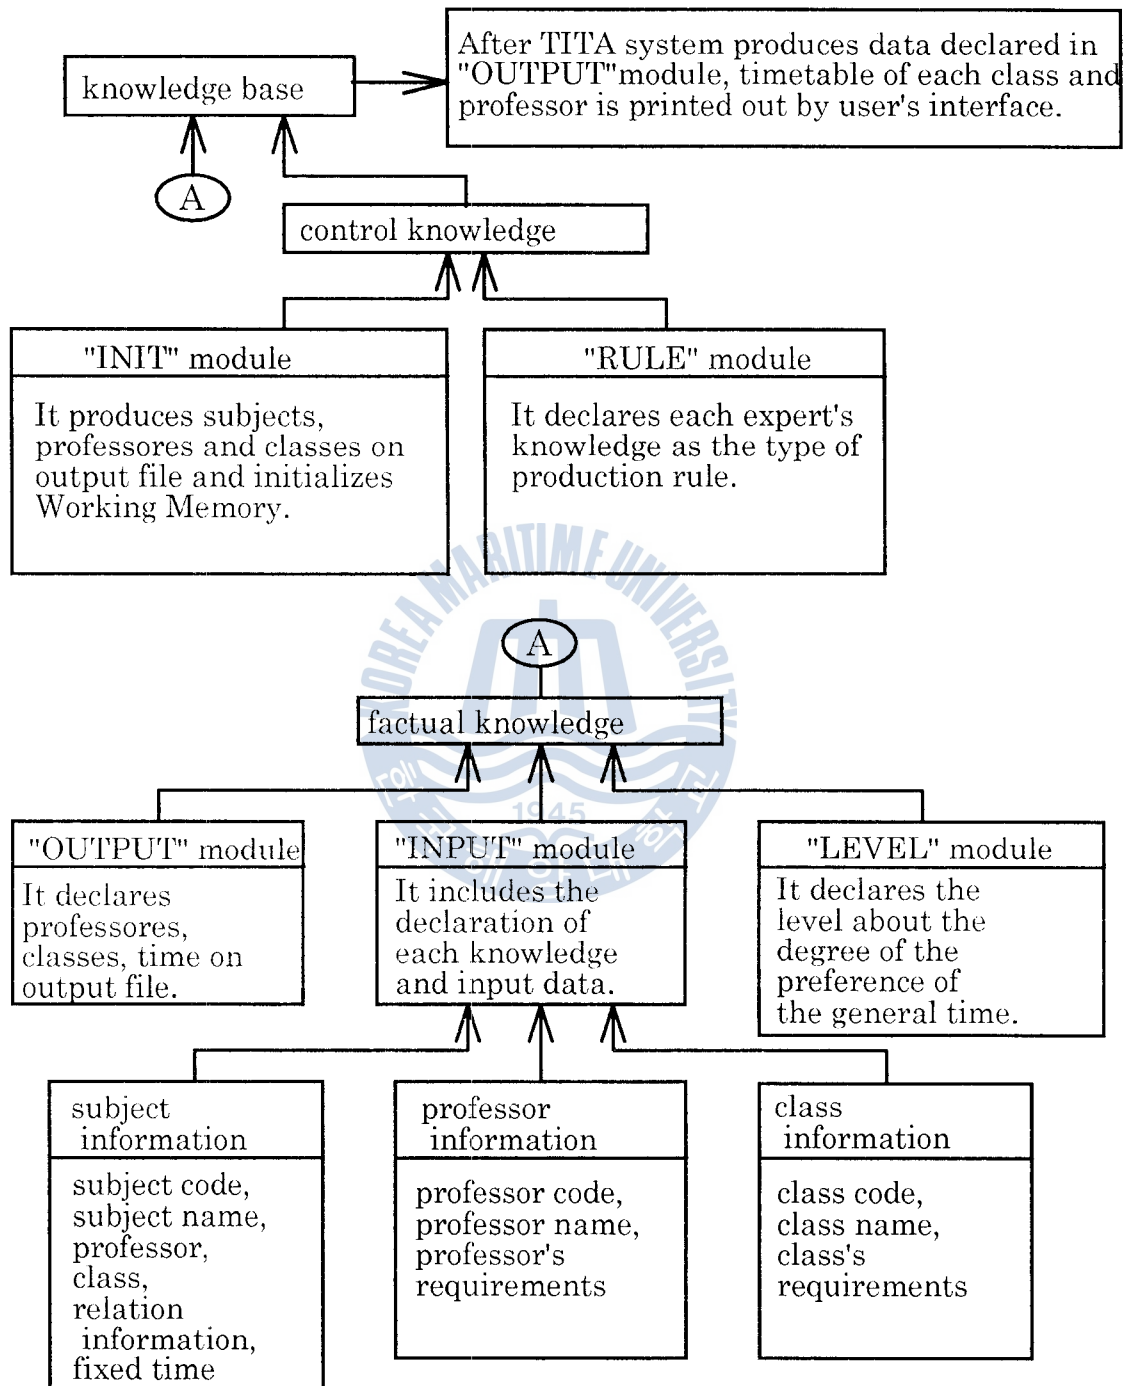 After TITA system produces data declared in
"OUTPUT"module, timetable of each class and
professor is printed out by user's interface.
knowledge base
A
control knowledge
"INIT" module
It produces subjects,
professores and classes on
output file and initializes
Working Memory.
"RULE" module
It declares each expert's
knowledge as the type of
production rule.
KOREA MARITIME UNIVERSITY
A
factual knowledge
1945
"OUTPUT" module
It declares
professores,
classes, time on
output file.
"INPUT" module
It includes the
declaration of
each knowledge
and input data.
"LEVEL" module
It declares the
level about the
degree of the
preference of
the general time.
subject
information
subject code,
subject name,
professor,
class,
relation
information,
fixed time
professor
information
professor code,
professor name,
professor's
requirements
class
information
class code,
class name,
class's
requirements